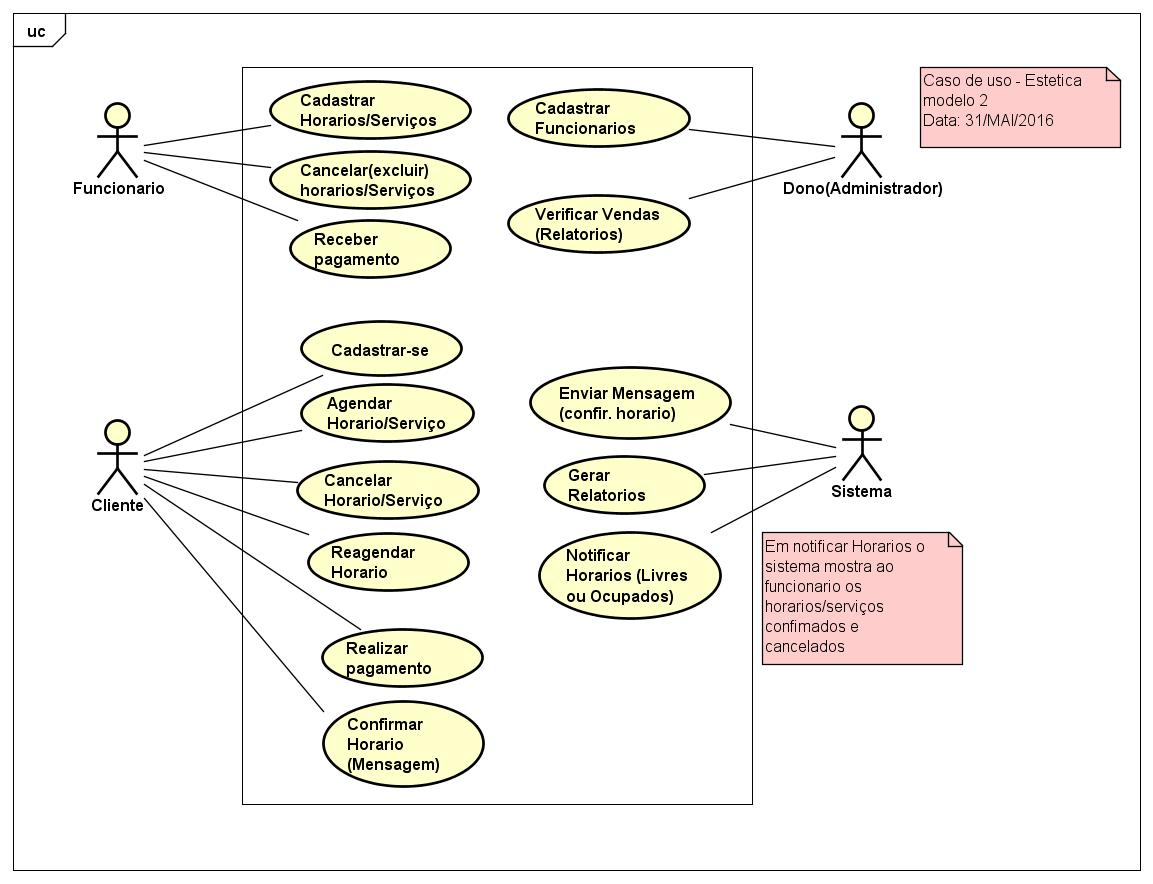 uc
Cadastrar
Horarios/Serviços
Cancelar(excluir)
horarios/Serviços
Receber
pagamento
Funcionario
Cadastrar
Funcionarios
Verificar Vendas
(Relatorios)
Dono(Administrador)
Caso de uso - Estetica
modelo 2
Data: 31/MAI/2016
Cadastrar-se
Agendar
Horario/Serviço
Cancelar
Horario/Serviço
Reagendar
Horario
Realizar
pagamento
Confirmar
Horario
(Mensagem)
Cliente
Enviar Mensagem
(confir. horario)
Gerar
Relatorios
Notificar
Horarios (Livres
ou Ocupados)
Sistema
Em notificar Horarios o
sistema mostra ao
funcionario os
horarios/serviços
confimados e
cancelados